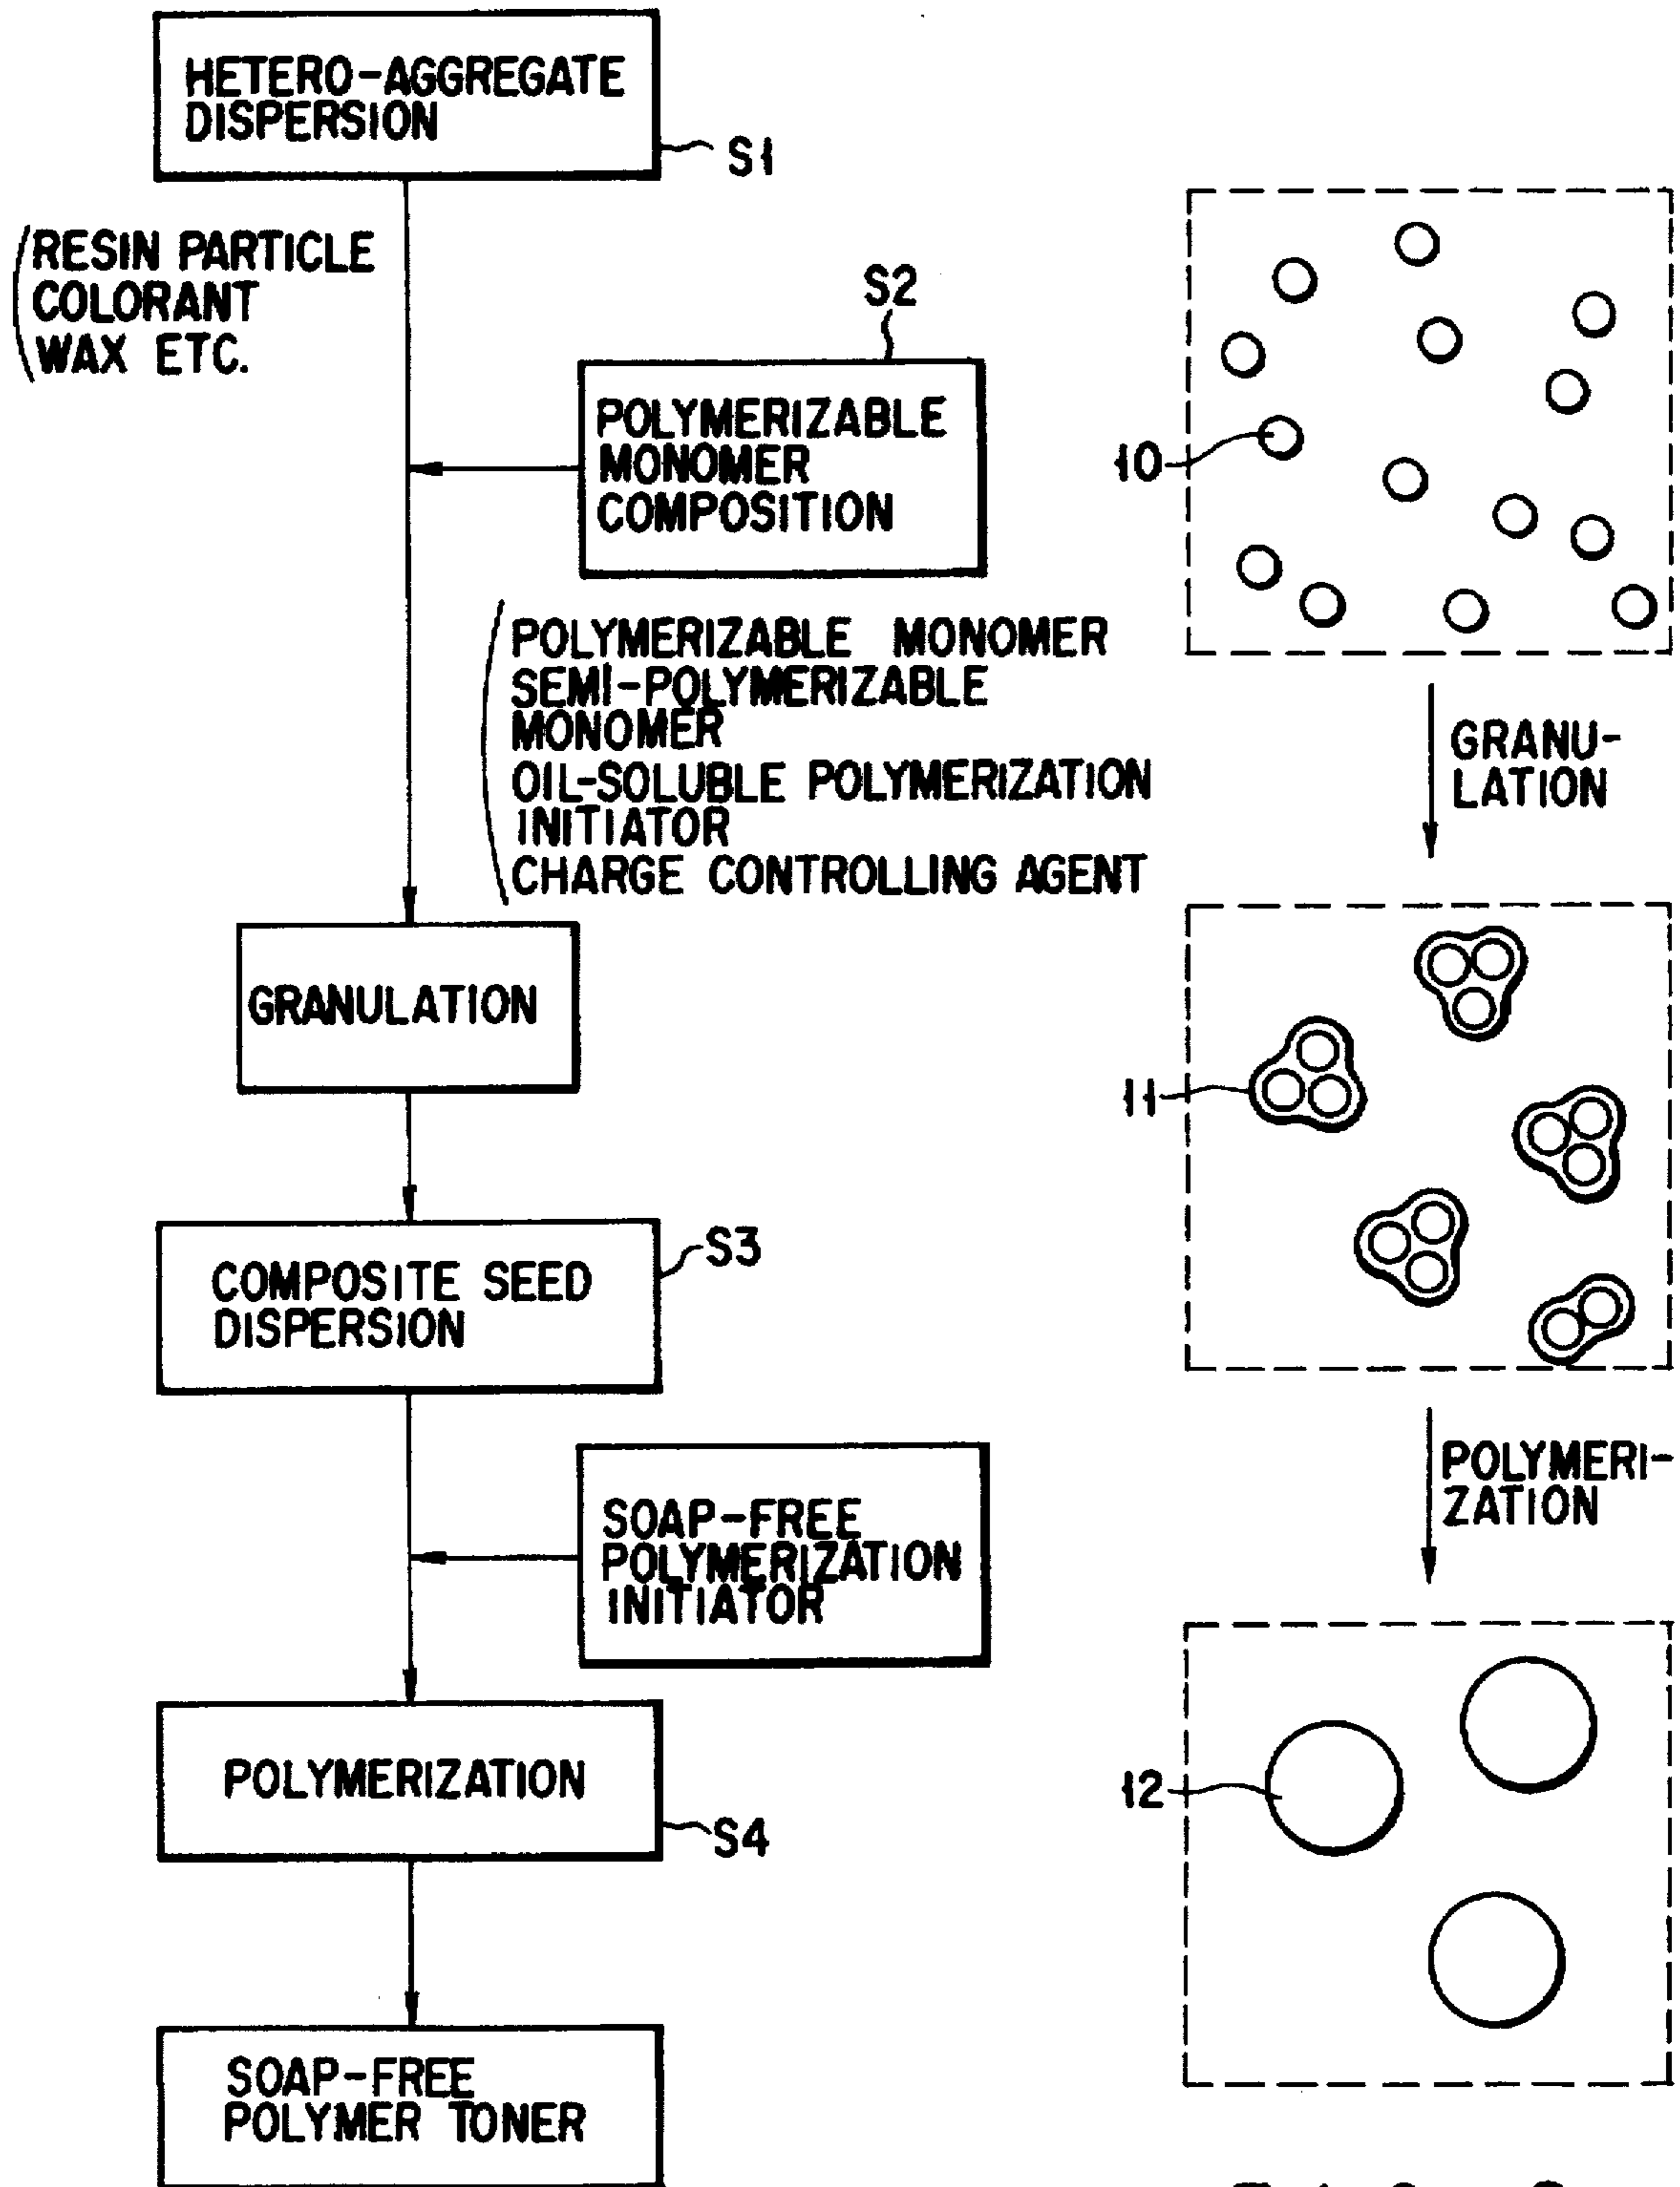 HETERO-AGGREGATE
DISPERSION
S1
RESIN PARTICLE
COLORANT
WAX ETC.
S2
POLYMERIZABLE
MONOMER
COMPOSITION
POLYMERIZABLE MONOMER
SEMI-POLYMERIZABLE
MONOMER
OIL-SOLUBLE POLYMERIZATION
INITIATOR
CHARGE CONTROLLING AGENT
GRANULATION
COMPOSITE SEED
DISPERSION
S3
SOAP-FREE
POLYMERIZATION
INITIATOR
POLYMERIZATION
S4
SOAP-FREE
POLYMER TONER
10
GRANU-
LATION
11
POLYMERI-
ZATION
12